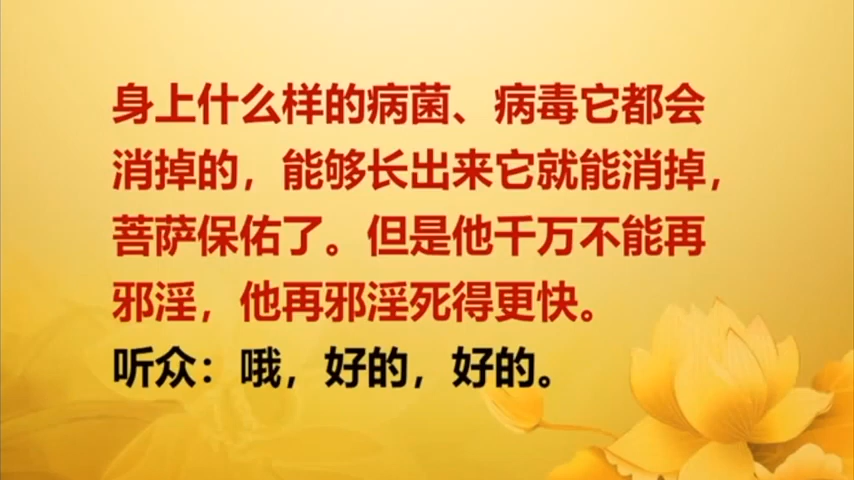 身上什么样的病菌、病毒它都会
消掉的，能够长出来它就能消掉，
菩萨保佑了。但是他千万不能再
邪淫，他再邪淫死得更快。
听众：哦，好的，好的。